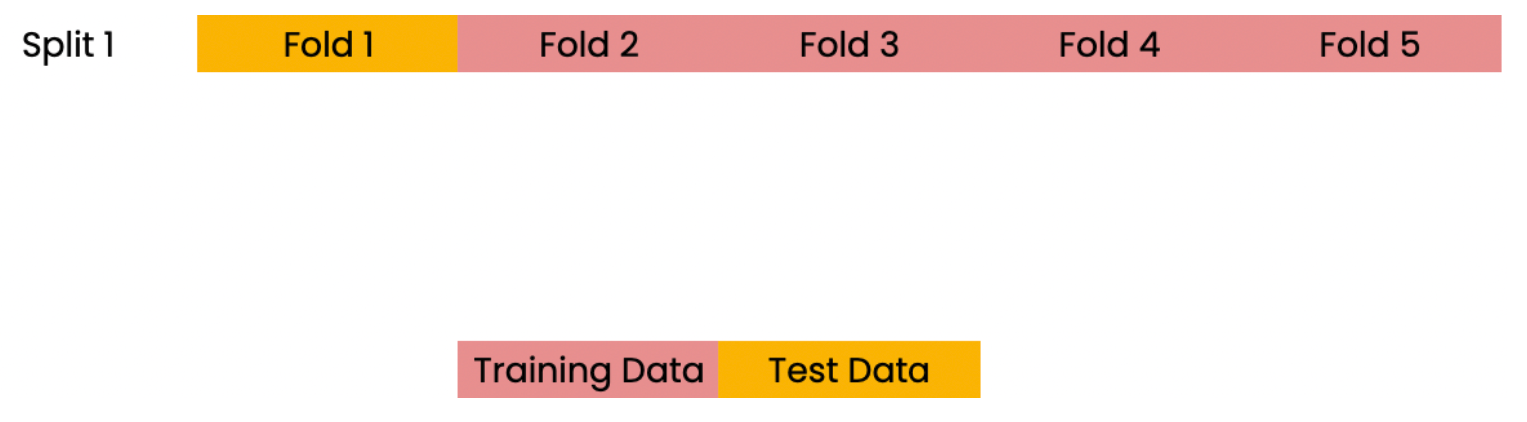 Split 1 Fold 1 Fold 2 Fold 3 Fold 4 Fold 5
Training Data Test Data